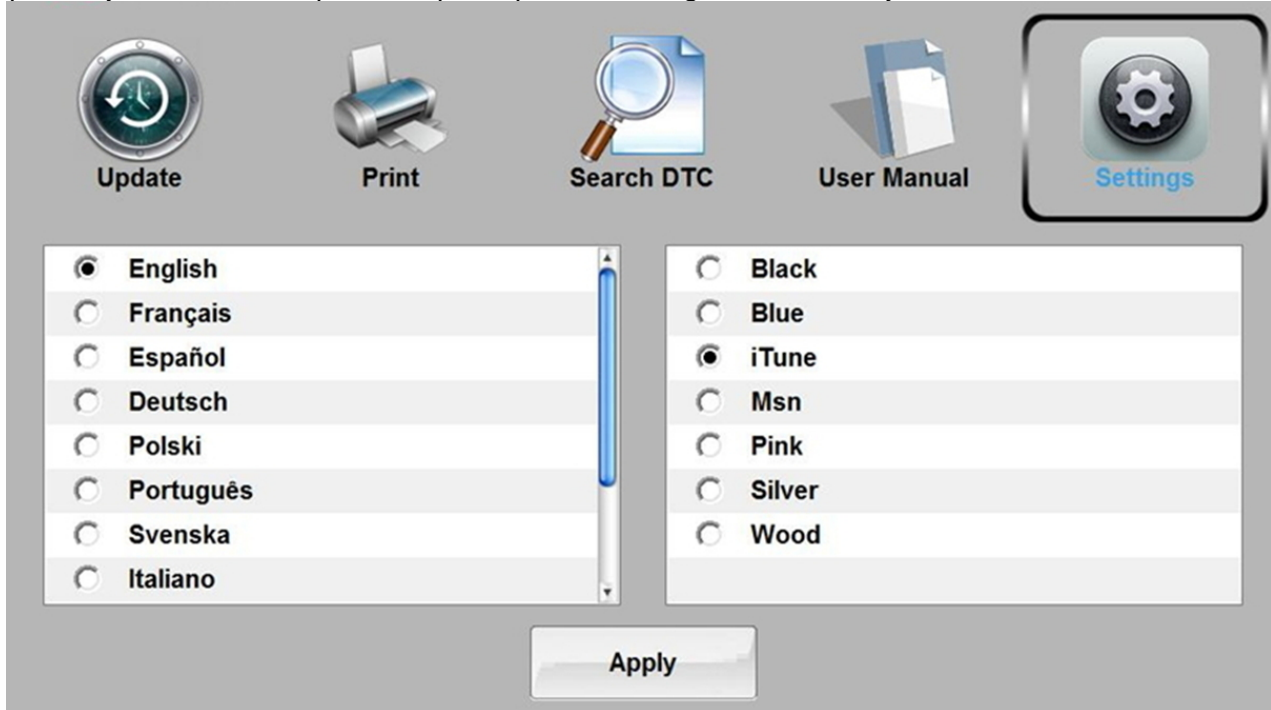 Update Print Search DTC User Manual Settings
English
Français
Español
Deutsch
Polski
Português
Svenska
Italiano
Black
Blue
iTune
Msn
Pink
Silver
Wood
Apply